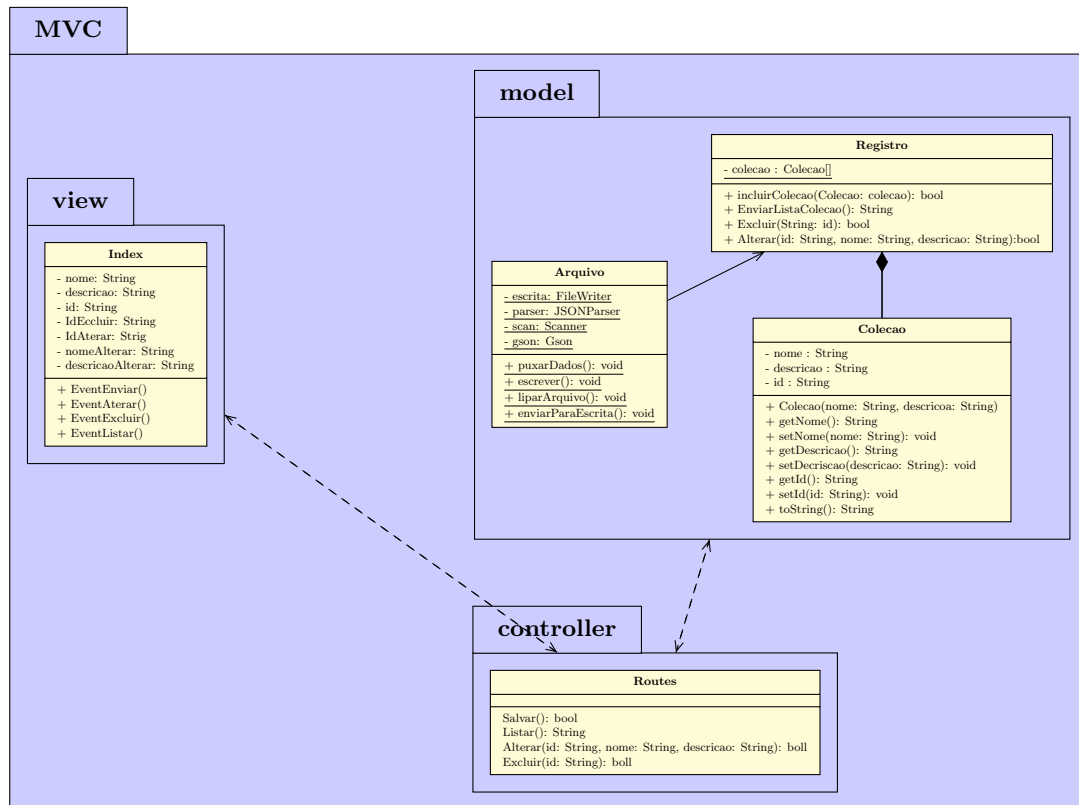 MVC
model
Registro
- colecao : Colecao[]
+ incluirColecao(Colecao: colecao): bool
+ EnviarListaColecao(): String
+ Excluir(String: id): bool
+ Alterar(id: String, nome: String, descricao: String):bool
Arquivo
- escrita: FileWriter
- parser: JSONParser
- scan: Scanner
- gson: Gson
+ puxarDados(): void
+ escrever(): void
+ liparArquivo(): void
+ enviarParaEscrita(): void
Colecao
- nome : String
- descricao : String
- id : String
+ Colecao(nome: String, descricoa: String)
+ getNome(): String
+ setNome(nome: String): void
+ getDescricao(): String
+ setDecriscao(descricao: String): void
+ getId(): String
+ setId(id: String): void
+ toString(): String
view
Index
- nome: String
- descricao: String
- id: String
- IdEccluir: String
- IdAterar: Strig
- nomeAlterar: String
- descricaoAlterar: String
+ EventEnviar()
+ EventAterar()
+ EventExcluir()
+ EventListar()
controller
Routes
Salvar(): bool
Listar(): String
Alterar(id: String, nome: String, descricao: String): boll
Excluir(id: String): boll